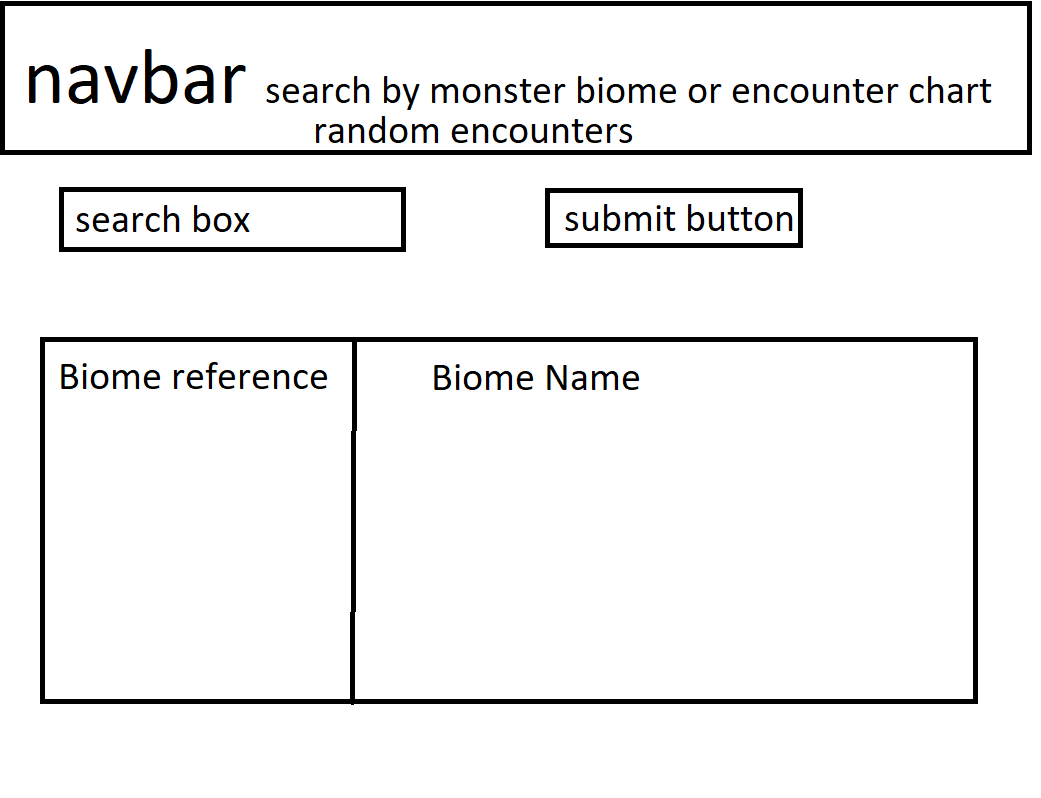 navbar search by monster biome or encounter chart
random encounters
search box
submit button
Biome reference
Biome Name